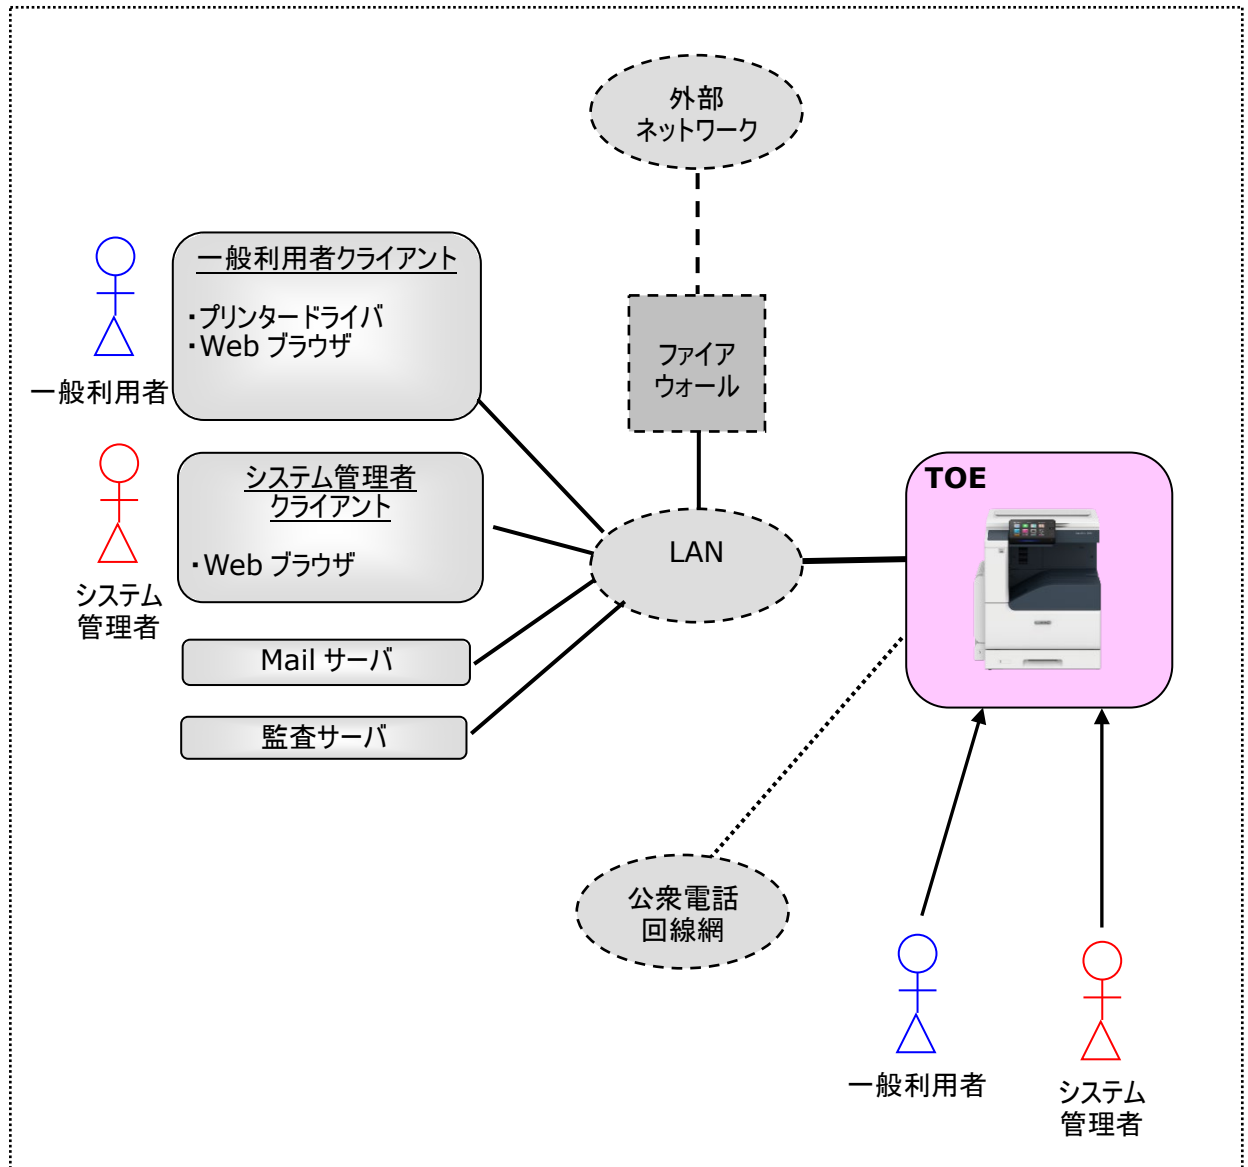 外部
ネットワーク
一般利用者クライアント
・プリンタードライバ
・Web ブラウザ
一般利用者
ファイア
ウォール
システム管理者
クライアント
・Web ブラウザ
システム
管理者
LAN
TOE
Mail サーバ
監査サーバ
公衆電話
回線網
一般利用者
システム
管理者